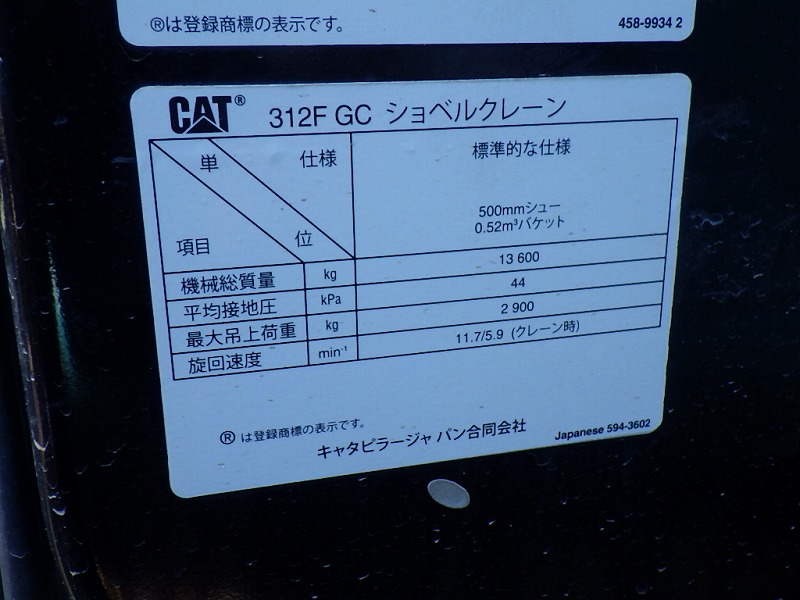 ®は登録商標の表示です。
458-9934 2
CAT® 312F GC ショベルクレーン
単位
仕様
項目
標準的な仕様
500mmシュー
0.52m³バケット
機械総質量 kg 13 600
平均接地圧 kPa 44
最大吊上荷重 kg 2 900
旋回速度 min⁻¹ 11.7/5.9 (クレーン時)
® は登録商標の表示です。
キャタピラージャパン合同会社
Japanese 594-3602